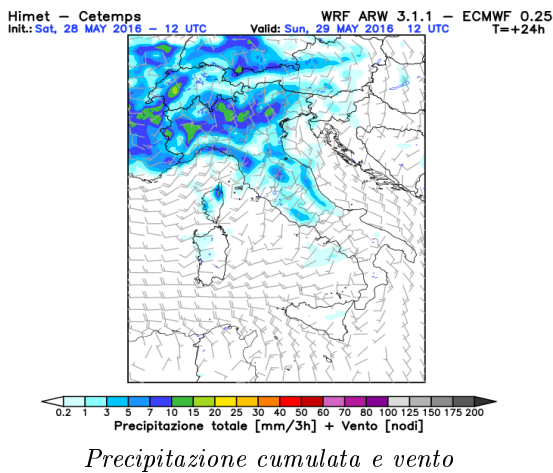 Himet – Cetemps WRF ARW 3.1.1 – ECMWF 0.25
Init.: Sat, 28 MAY 2016 – 12 UTC Valid: Sun, 29 MAY 2016 12 UTC T=+24h
0.2 1 3 5 7 10 15 20 25 30 40 50 60 70 80 100 125 150 175 200
Precipitazione totale [mm/3h] + Vento [nodi]
Precipitazione cumulata e vento